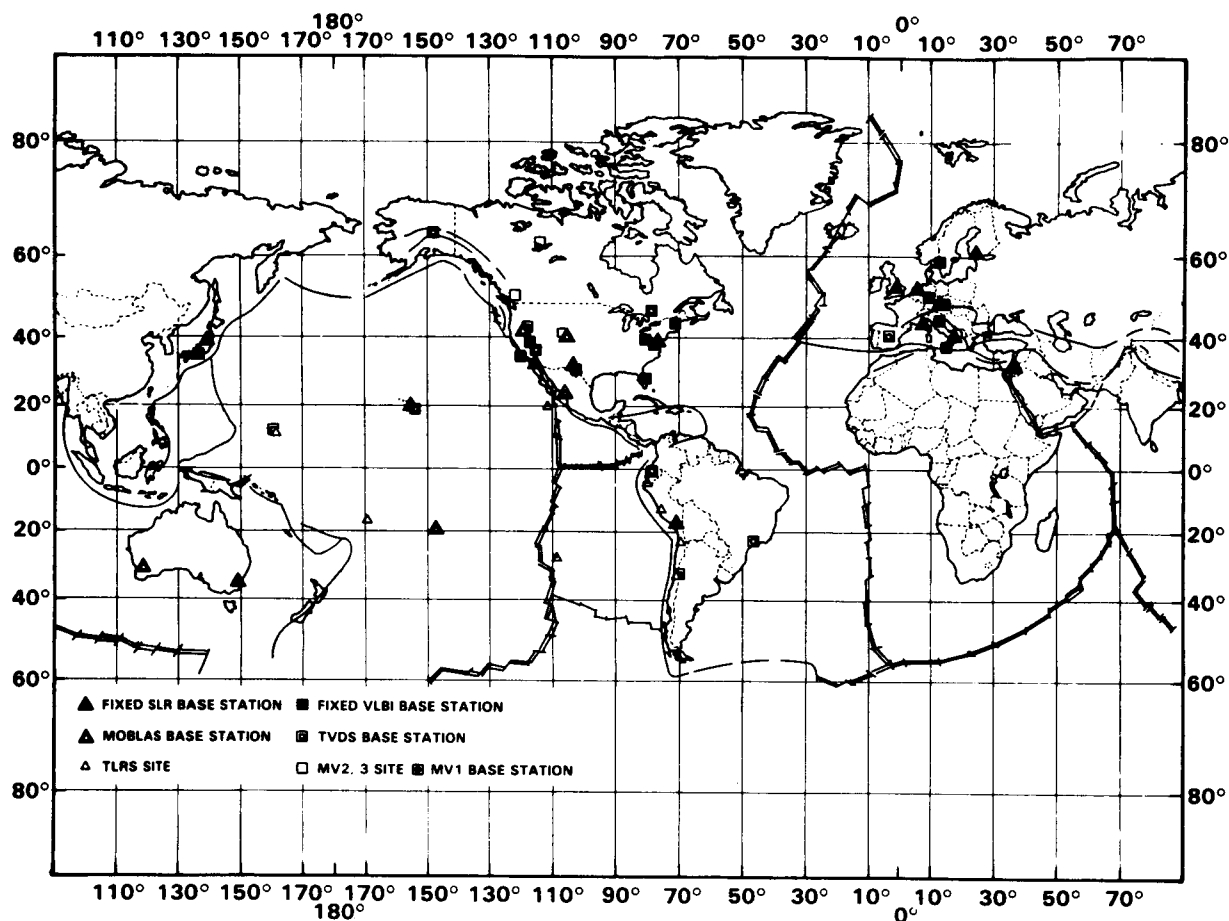 180° 0°
110° 130° 150° 170° 170° 150° 130° 110° 90° 70° 50° 30° 10° 10° 30° 50° 70°
80° 80°
60° 60°
40° 40°
20° 20°
0° 0°
20° 20°
40° 40°
60° 60°
FIXED SLR BASE STATION FIXED VLBI BASE STATION
MOBLAS BASE STATION TVDS BASE STATION
TLRS SITE MV2, 3 SITE MV1 BASE STATION
80° 80°
110° 130° 150° 170° 170° 150° 130° 110° 90° 70° 50° 30° 10° 10° 30° 50° 70°
180° 0°